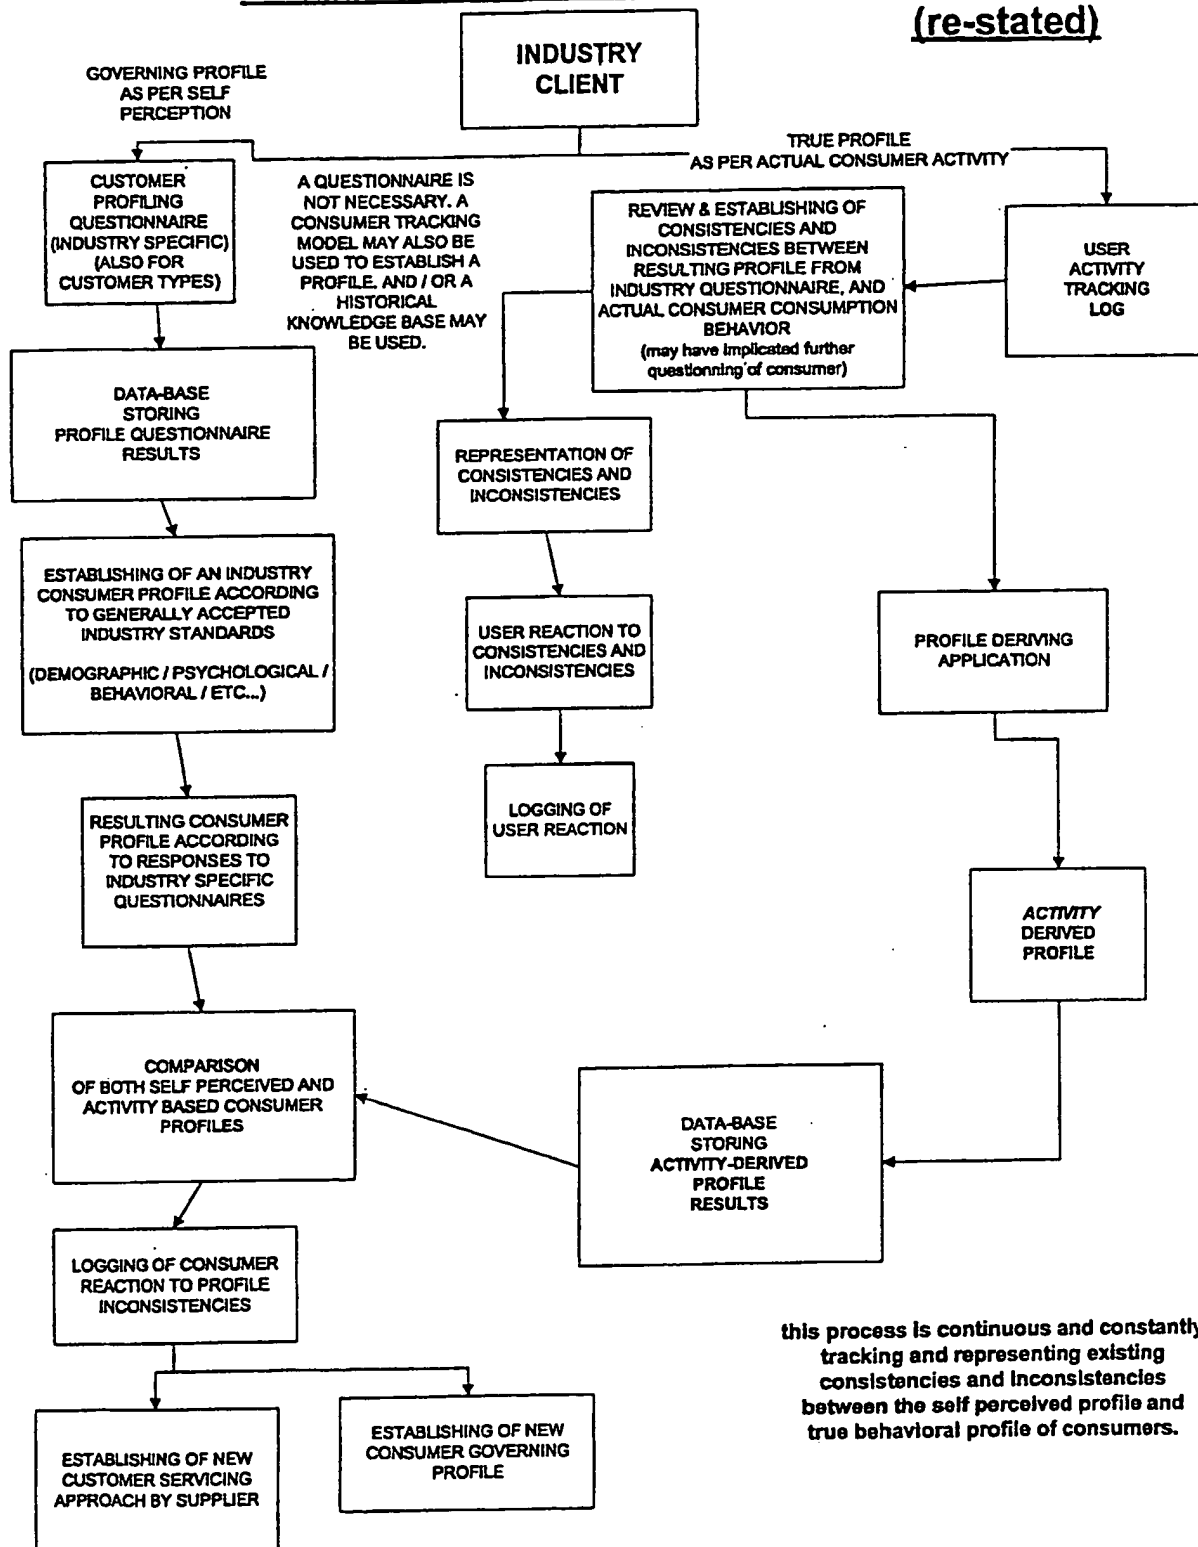 (re-stated)
INDUSTRY
CLIENT
GOVERNING PROFILE
AS PER SELF
PERCEPTION
TRUE PROFILE
AS PER ACTUAL CONSUMER ACTIVITY
CUSTOMER
PROFILING
QUESTIONNAIRE
(INDUSTRY SPECIFIC)
(ALSO FOR
CUSTOMER TYPES)
A QUESTIONNAIRE IS
NOT NECESSARY. A
CONSUMER TRACKING
MODEL MAY ALSO BE
USED TO ESTABLISH A
PROFILE. AND / OR A
HISTORICAL
KNOWLEDGE BASE MAY
BE USED.
REVIEW & ESTABLISHING OF
CONSISTENCIES AND
INCONSISTENCIES BETWEEN
RESULTING PROFILE FROM
INDUSTRY QUESTIONNAIRE, AND
ACTUAL CONSUMER CONSUMPTION
BEHAVIOR
(may have implicated further
questionning of consumer)
USER
ACTIVITY
TRACKING
LOG
DATA-BASE
STORING
PROFILE QUESTIONNAIRE
RESULTS
REPRESENTATION OF
CONSISTENCIES AND
INCONSISTENCIES
ESTABLISHING OF AN INDUSTRY
CONSUMER PROFILE ACCORDING
TO GENERALLY ACCEPTED
INDUSTRY STANDARDS
(DEMOGRAPHIC / PSYCHOLOGICAL /
BEHAVIORAL / ETC...)
USER REACTION TO
CONSISTENCIES AND
INCONSISTENCIES
PROFILE DERIVING
APPLICATION
LOGGING OF
USER REACTION
RESULTING CONSUMER
PROFILE ACCORDING
TO RESPONSES TO
INDUSTRY SPECIFIC
QUESTIONNAIRES
ACTIVITY
DERIVED
PROFILE
COMPARISON
OF BOTH SELF PERCEIVED AND
ACTIVITY BASED CONSUMER
PROFILES
DATA-BASE
STORING
ACTIVITY-DERIVED
PROFILE
RESULTS
LOGGING OF CONSUMER
REACTION TO PROFILE
INCONSISTENCIES
this process is continuous and constantly
tracking and representing existing
consistencies and inconsistencies
between the self perceived profile and
true behavioral profile of consumers.
ESTABLISHING OF NEW
CUSTOMER SERVICING
APPROACH BY SUPPLIER
ESTABLISHING OF NEW
CONSUMER GOVERNING
PROFILE